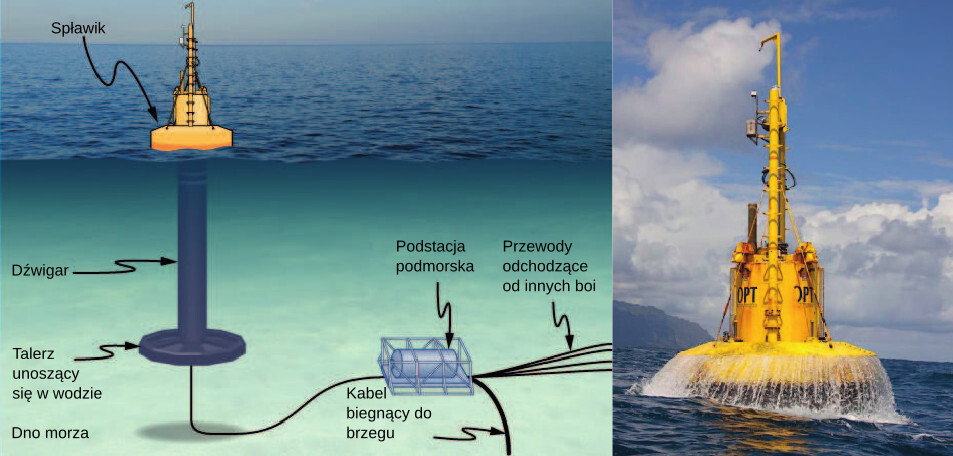 Spławik
Dźwigar
Talerz
unoszący
się w wodzie
Dno morza
Podstacja
podmorska
Przewody
odchodzące
od innych boi
Kabel
biegnący do
brzegu
OPT
OPT